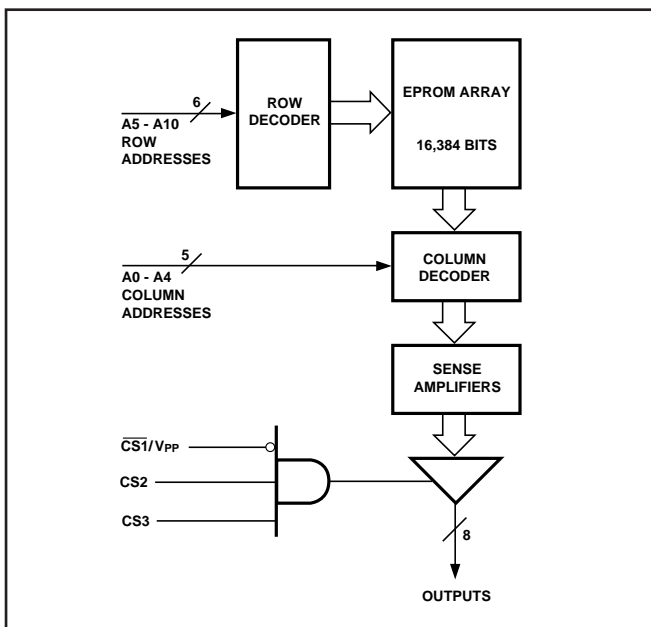 6
A5 - A10
ROW
ADDRESSES
ROW
DECODER
EPROM ARRAY
16,384 BITS
5
A0 - A4
COLUMN
ADDRESSES
COLUMN
DECODER
SENSE
AMPLIFIERS
C̅S̅1̅/VPP
CS2
CS3
8
OUTPUTS